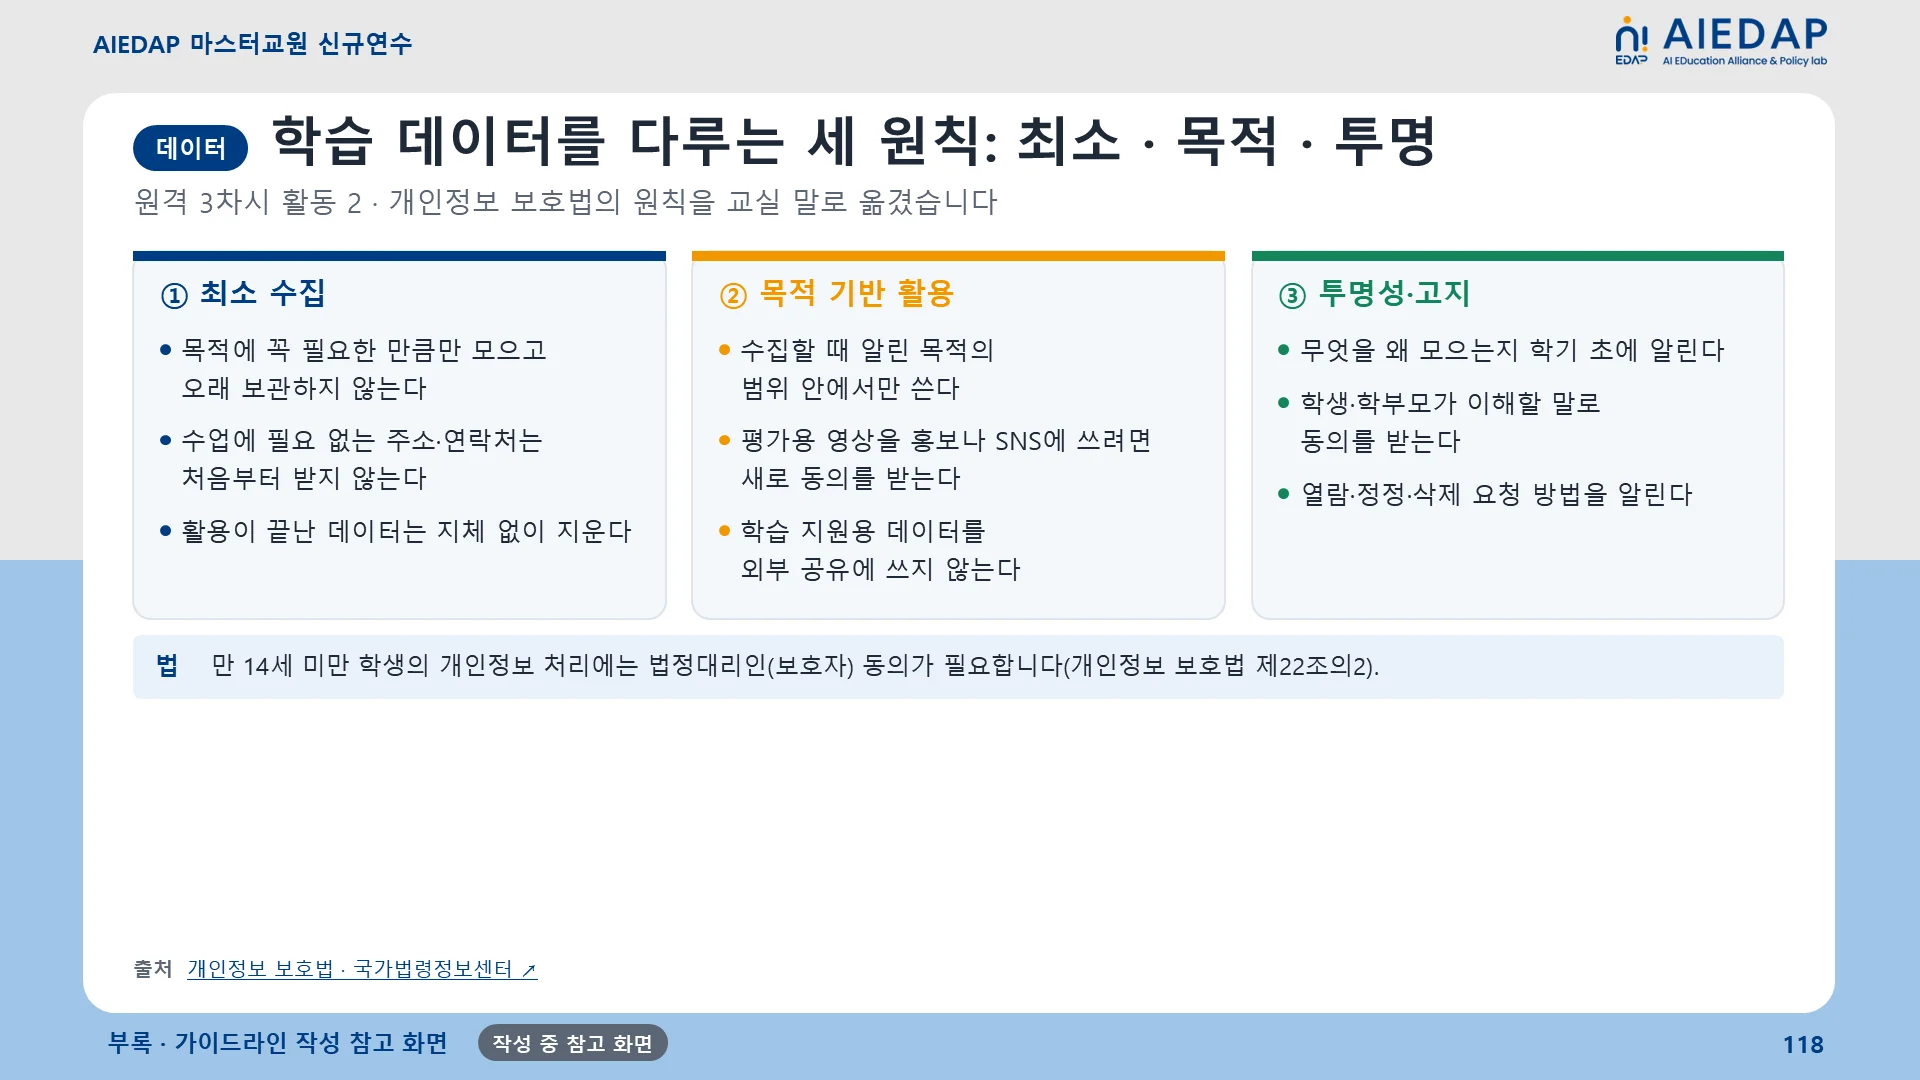 AIEDAP 마스터교원 신규연수
AIEDAP
EDAP
AI EDucation Alliance & Policy lab
데이터
학습 데이터를 다루는 세 원칙: 최소 · 목적 · 투명
원격 3차시 활동 2 · 개인정보 보호법의 원칙을 교실 말로 옮겼습니다
① 최소 수집
목적에 꼭 필요한 만큼만 모으고
오래 보관하지 않는다
수업에 필요 없는 주소·연락처는
처음부터 받지 않는다
활용이 끝난 데이터는 지체 없이 지운다
② 목적 기반 활용
수집할 때 알린 목적의
범위 안에서만 쓴다
평가용 영상을 홍보나 SNS에 쓰려면
새로 동의를 받는다
학습 지원용 데이터를
외부 공유에 쓰지 않는다
③ 투명성·고지
무엇을 왜 모으는지 학기 초에 알린다
학생·학부모가 이해할 말로
동의를 받는다
열람·정정·삭제 요청 방법을 알린다
법 만 14세 미만 학생의 개인정보 처리에는 법정대리인(보호자) 동의가 필요합니다(개인정보 보호법 제22조의2).
출처 개인정보 보호법 · 국가법령정보센터 ↗
부록 · 가이드라인 작성 참고 화면
작성 중 참고 화면
118